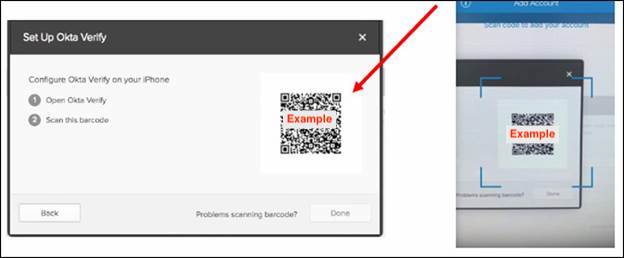 Set Up Okta Verify
×
Configure Okta Verify on your iPhone
1 Open Okta Verify
2 Scan this barcode
Example
Back
Problems scanning barcode?
Done
Add Account
Scan code to add your account
×
Example
Problems scanning barcode?
Done